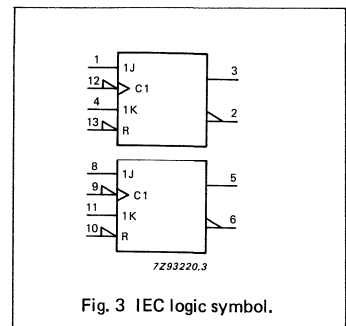 1 1J 3
12 C1
4 1K 2
13 R
8 1J 5
9 C1
11 1K 6
10 R
7Z93220.3
Fig. 3 IEC logic symbol.